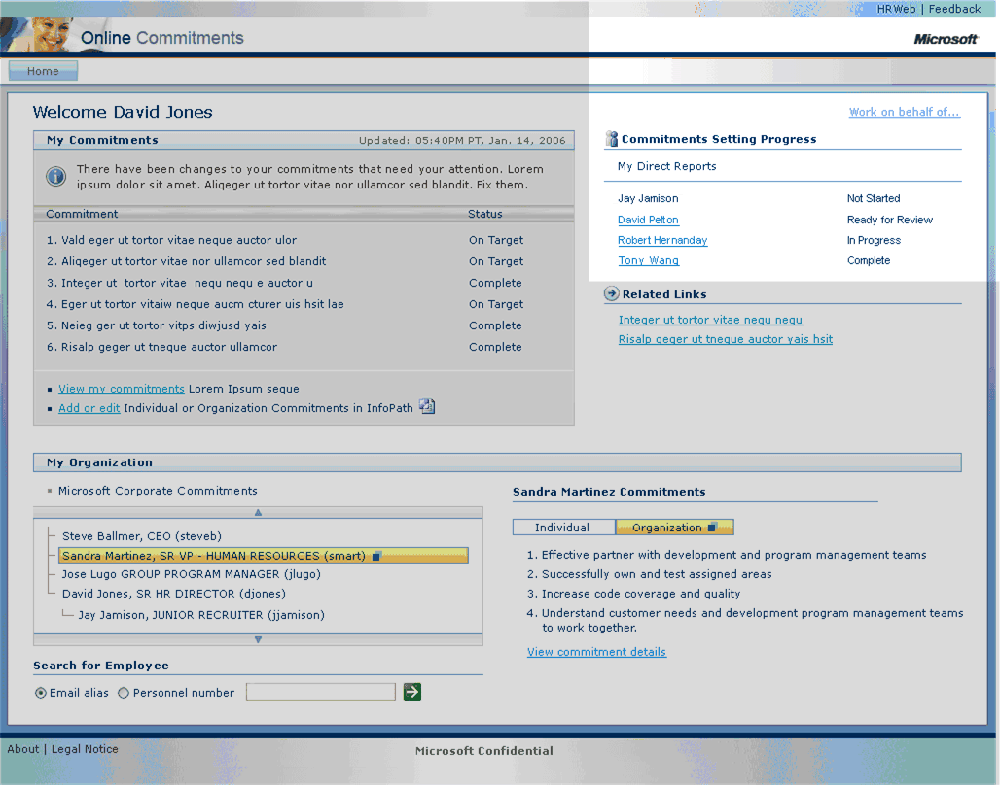 HRWeb | Feedback
Online Commitments
Microsoft
Home
Welcome David Jones
Work on behalf of...
My Commitments Updated: 05:40PM PT, Jan. 14, 2006
There have been changes to your commitments that need your attention. Lorem
ipsum dolor sit amet. Aliqeger ut tortor vitae nor ullamcor sed blandit. Fix them.
Commitment Status
1. Vald eger ut tortor vitae neque auctor ulor On Target
2. Aliqeger ut tortor vitae nor ullamcor sed blandit On Target
3. Integer ut tortor vitae nequ nequ e auctor u Complete
4. Eger ut tortor vitaiw neque aucm cturer uis hsit lae On Target
5. Neieg ger ut tortor vitps diwjusd yais Complete
6. Risalp geger ut tneque auctor ullamcor Complete
View my commitments Lorem Ipsum seque
Add or edit Individual or Organization Commitments in InfoPath
Commitments Setting Progress
My Direct Reports
Jay Jamison Not Started
David Pelton Ready for Review
Robert Hernanday In Progress
Tony Wang Complete
Related Links
Integer ut tortor vitae nequ nequ
Risalp geger ut tneque auctor yais hsit
My Organization
Microsoft Corporate Commitments
Steve Ballmer, CEO (steveb)
Sandra Martinez, SR VP - HUMAN RESOURCES (smart)
Jose Lugo GROUP PROGRAM MANAGER (jlugo)
David Jones, SR HR DIRECTOR (djones)
Jay Jamison, JUNIOR RECRUITER (jjamison)
Search for Employee
Email alias Personnel number
Sandra Martinez Commitments
Individual Organization
1. Effective partner with development and program management teams
2. Successfully own and test assigned areas
3. Increase code coverage and quality
4. Understand customer needs and development program management teams
to work together.
View commitment details
About | Legal Notice
Microsoft Confidential